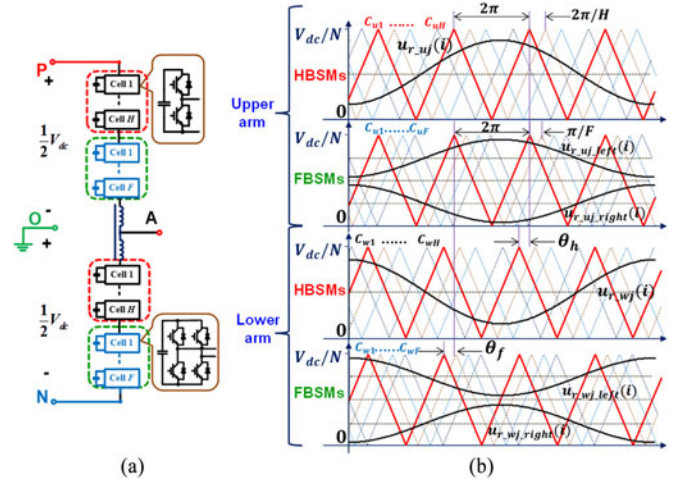 P
+
Cell 1
Cell H
½ V_dc
Cell 1
Cell F
O
-
+
A
Cell 1
Cell H
½ V_dc
Cell 1
Cell F
-
N
(a)
Upper arm
Lower arm
C_u1 ...... C_uH
2π
2π/H
V_dc/N
u_r_uj(i)
HBSMs
0
C_u1......C_uF
2π
π/F
V_dc/N
u_r_uj_left(i)
FBSMs
u_r_uj_right(i)
0
C_w1 ...... C_wH
θ_h
V_dc/N
HBSMs
u_r_wj(i)
0
C_w1......C_wF
θ_f
V_dc/N
FBSMs
u_r_wj_left(i)
u_r_wj_right(i)
0
(b)